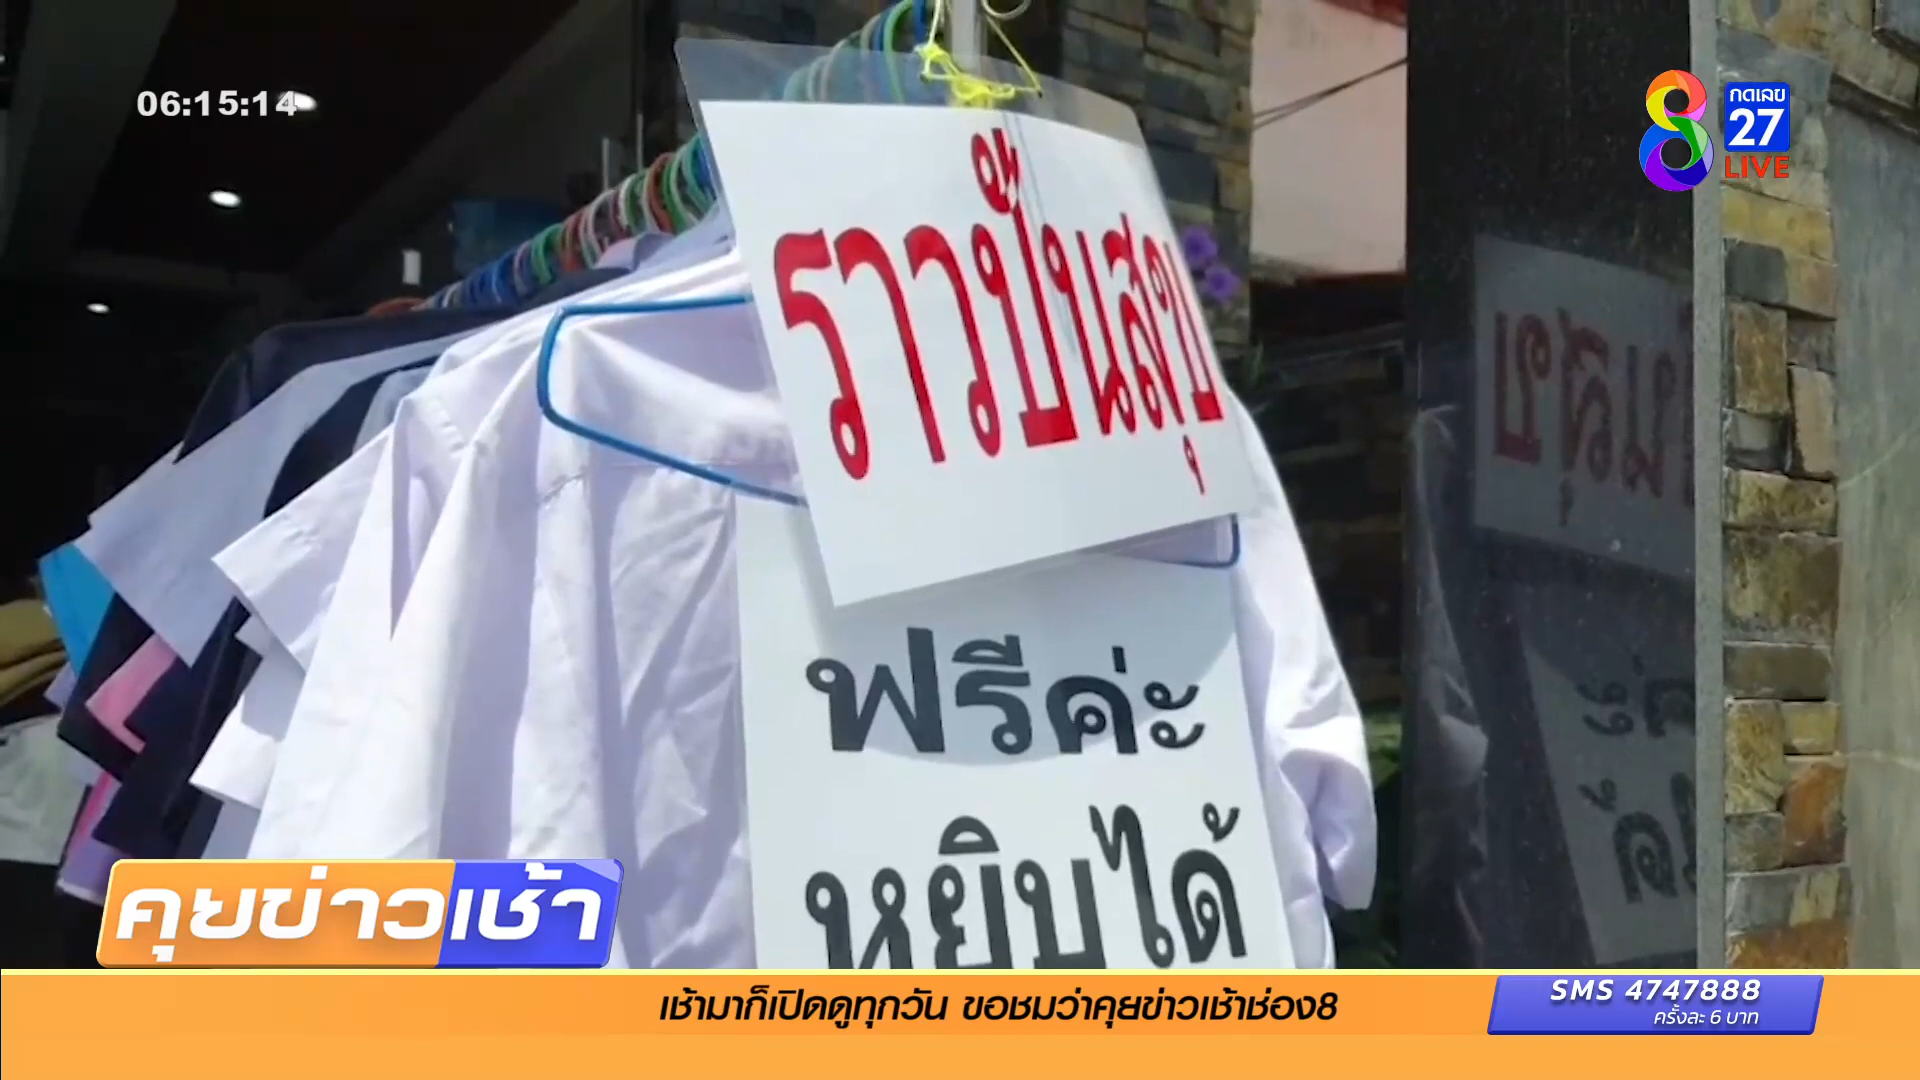 06:15:14
8
กดเลข
27
LIVE
ราวปันสุข
ฟรีค่ะ
หยิบได้
คุยข่าวเช้า
เช้ามาก็เปิดดูทุกวัน ขอชมว่าคุยข่าวเช้าช่อง8
SMS 4747888
ครั้งละ 6 บาท